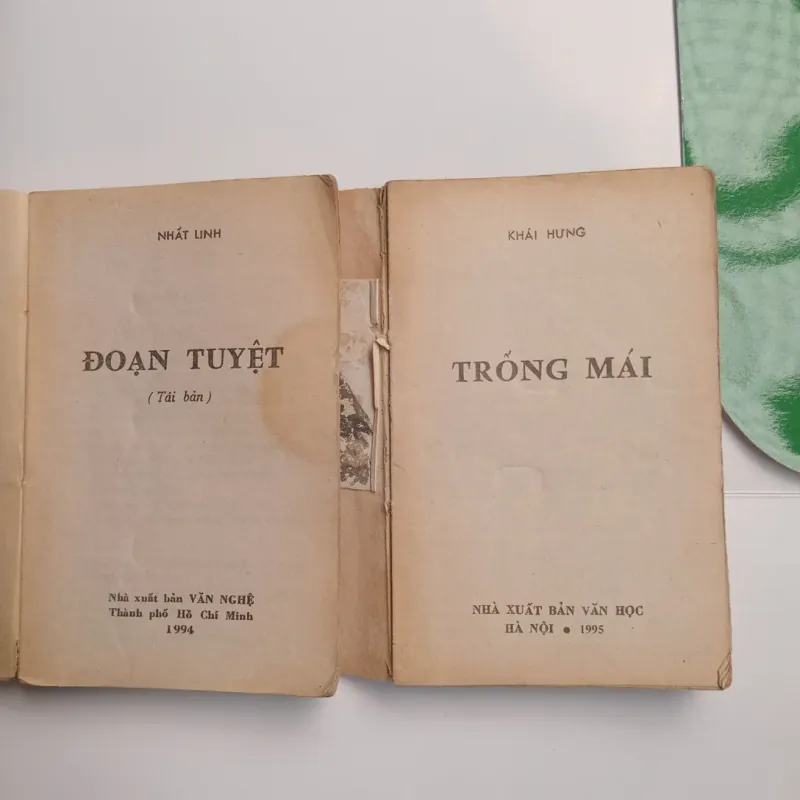 NHẤT LINH
ĐOẠN TUYỆT
(Tái bản)
Nhà xuất bản VĂN NGHỆ
Thành phố Hồ Chí Minh
1994
KHÁI HƯNG
TRỐNG MÁI
NHÀ XUẤT BẢN VĂN HỌC
HÀ NỘI ● 1995